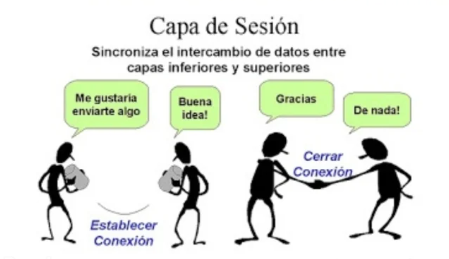 Capa de Sesión
Sincroniza el intercambio de datos entre
capas inferiores y superiores
Me gustaria
enviarte algo
Buena
idea!
Gracias
De nada!
Establecer
Conexión
Cerrar
Conexión